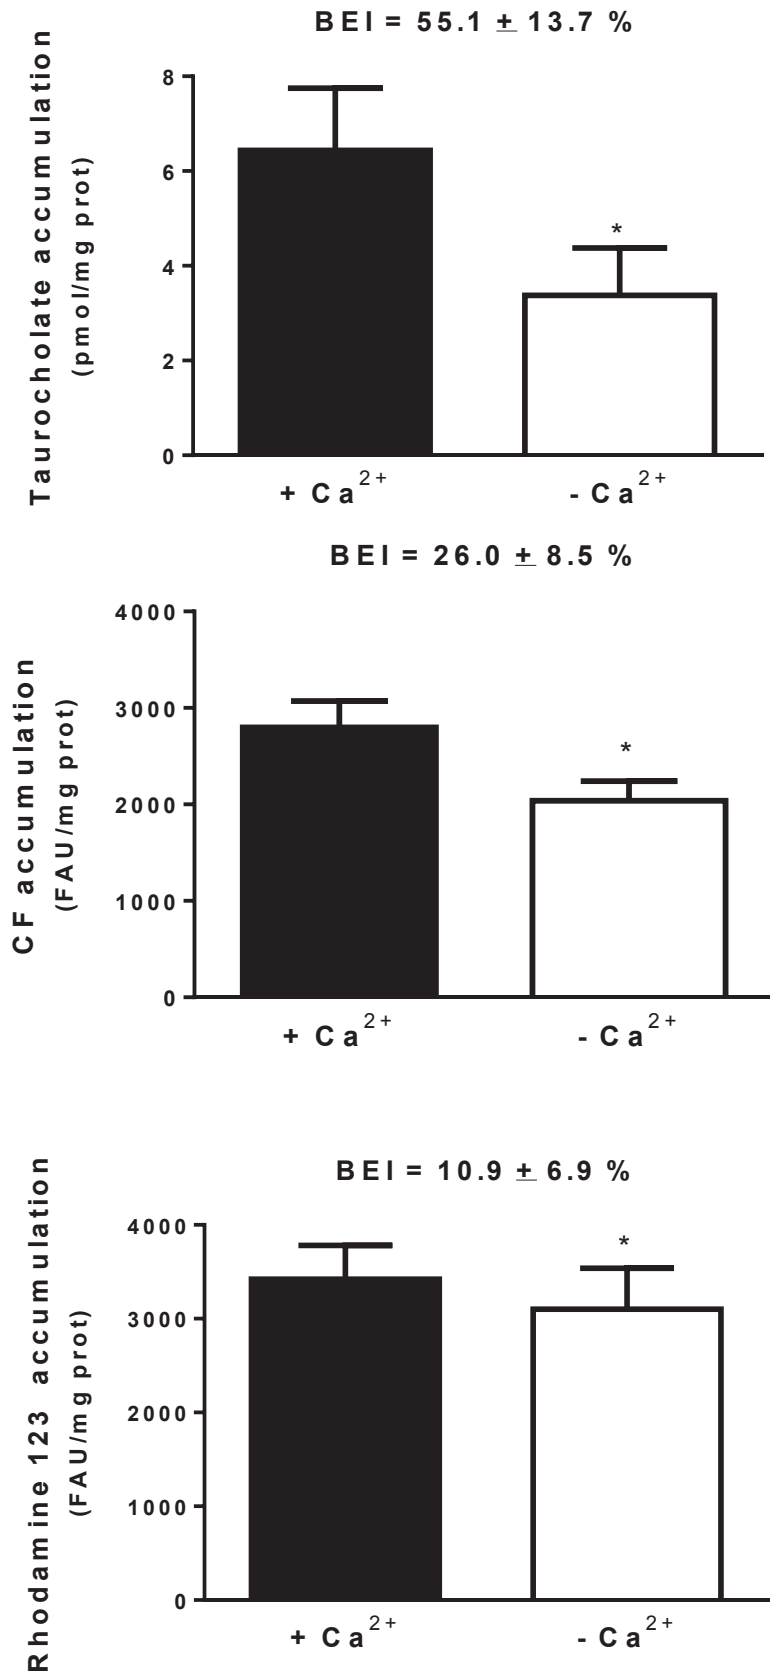 BEI = 55.1 ± 13.7 %
Taurocholate accumulation
(pmol/mg prot)
8
6
4
2
0
*
+ Ca²⁺
- Ca²⁺
BEI = 26.0 ± 8.5 %
CF accumulation
(FAU/mg prot)
4000
3000
2000
1000
0
*
+ Ca²⁺
- Ca²⁺
BEI = 10.9 ± 6.9 %
Rhodamine 123 accumulation
(FAU/mg prot)
4000
3000
2000
1000
0
*
+ Ca²⁺
- Ca²⁺